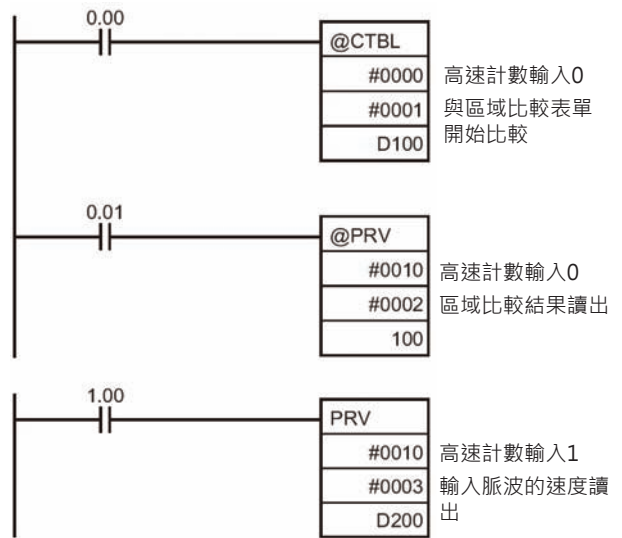 0.00
@CTBL
#0000 高速計數輸入0
#0001 與區域比較表單
開始比較
D100
0.01
@PRV
#0010 高速計數輸入0
#0002 區域比較結果讀出
100
1.00
PRV
#0010 高速計數輸入1
#0003 輸入脈波的速度讀
出
D200